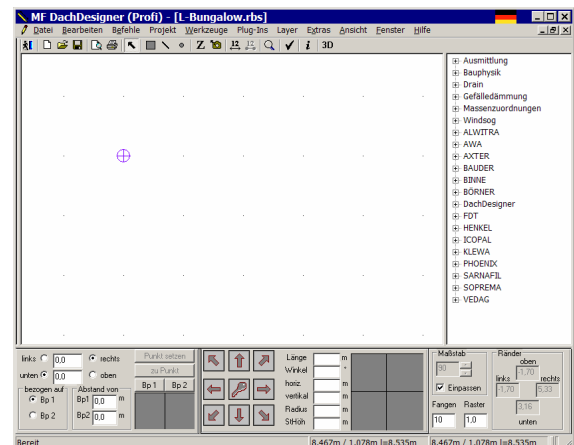 MF DachDesigner (Profi) - [L-Bungalow.rbs]
Datei Bearbeiten Befehle Projekt Werkzeuge Plug-Ins Layer Extras Ansicht Fenster Hilfe
Z 12 12 i 3D
Ausmittlung
Bauphysik
Drain
Gefälledämmung
Massenzuordnungen
Windsog
ALWITRA
AWA
AXTER
BAUDER
BINNE
BÖRNER
DachDesigner
FDT
HENKEL
ICOPAL
KLEWA
PHOENIX
SARNAFIL
SOPREMA
VEDAG
links 0,0 rechts
unten 0,0 oben
bezogen auf
Bp 1
Bp 2
Abstand von
Bp1 0,0 m
Bp2 0,0 m
Punkt setzen
zu Punkt
Bp 1 Bp 2
Länge m
Winkel °
horiz m
vertikal m
Radius m
StHöh m
Maßstab
90
Einpassen
Fangen Raster
10 1,0
Ränder
oben
-1,70
links rechts
-1,70 5,33
3,16
unten
Bereit
8.467m / 1.078m l=8.535m 8.467m / 1.078m l=8.535m